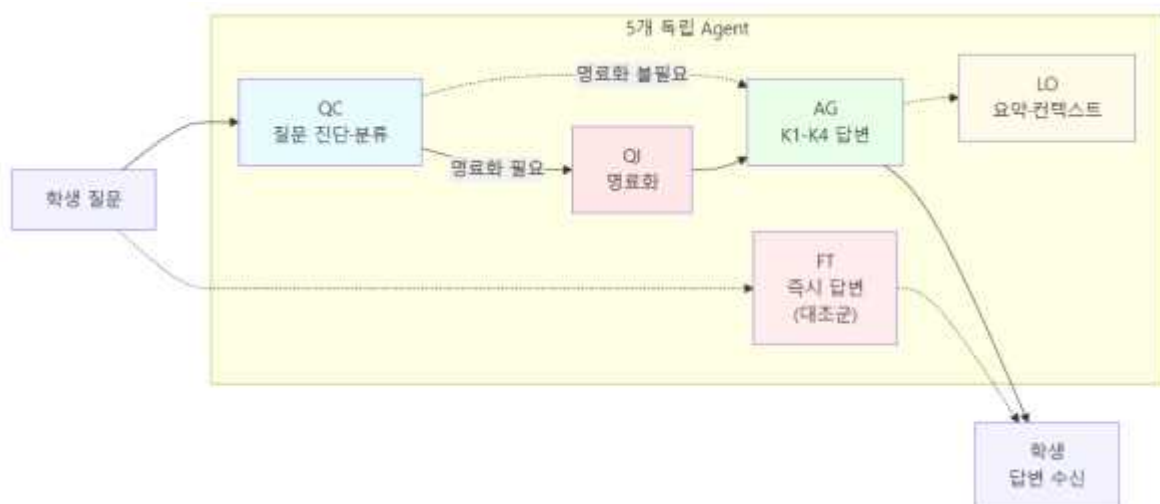 5개 독립 Agent
학생 질문
QC
질문 진단·분류
명료화 불필요
명료화 필요
QJ
명료화
AG
K1-K4 답변
LO
요약·컨텍스트
FT
즉시 답변
(대조군)
학생
답변 수신